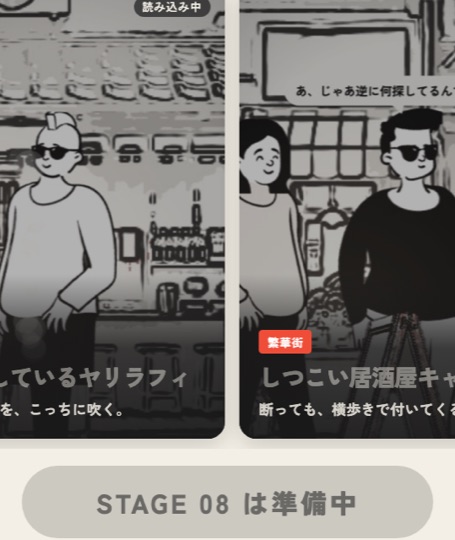 読み込み中
あ、じゃあ逆に何探してるん
繁華街
しているヤリラフィ
を、こっちに吹く。
しつこい居酒屋キャ
断っても、横歩きで付いてくる
STAGE 08 は準備中